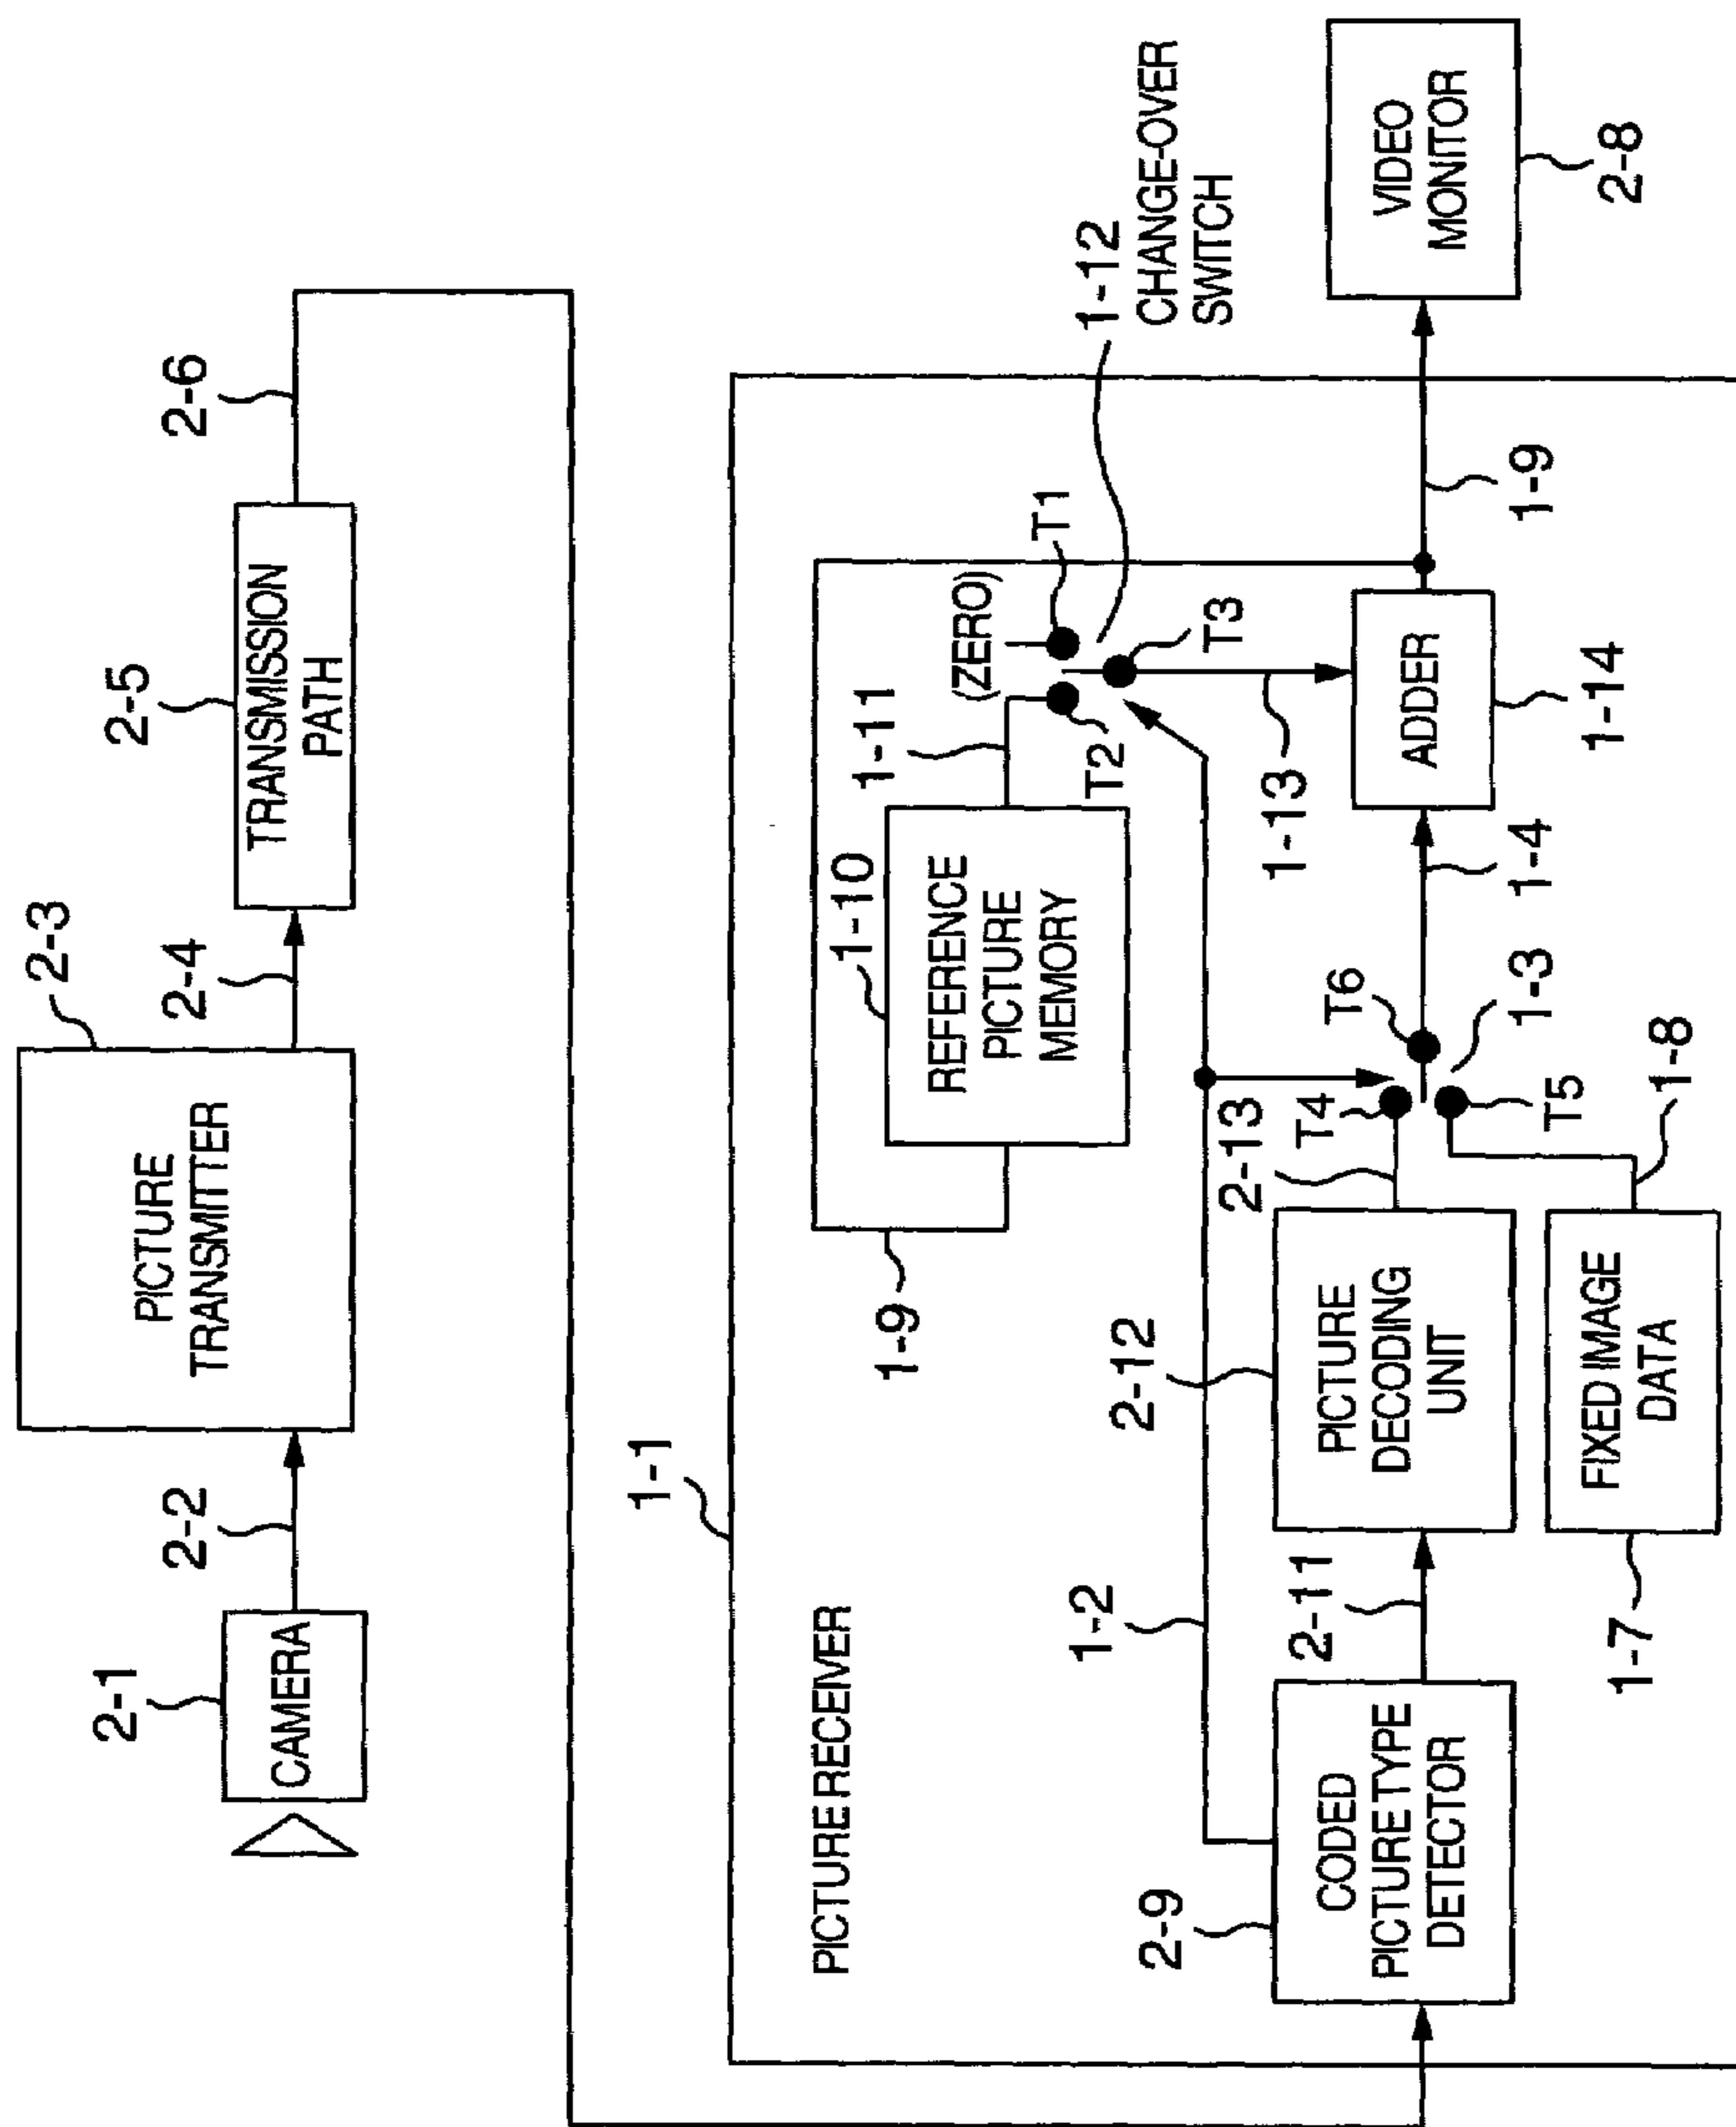 2-1
CAMERA
2-2
2-3
PICTURE
TRANSMITTER
2-4
2-5
TRANSMISSION
PATH
2-6
1-1
PICTURE RECEIVER
1-9
1-10
REFERENCE
PICTURE
MEMORY
1-11
(ZERO)
T1
T2
T3
1-12
CHANGE-OVER
SWITCH
1-2
1-13
2-9
CODED
PICTURE TYPE
DETECTOR
2-11
2-12
PICTURE
DECODING
UNIT
2-13
T4
T6
1-3
T5
1-4
ADDER
1-14
1-9
VIDEO
MONITOR
2-8
1-7
FIXED IMAGE
DATA
1-8